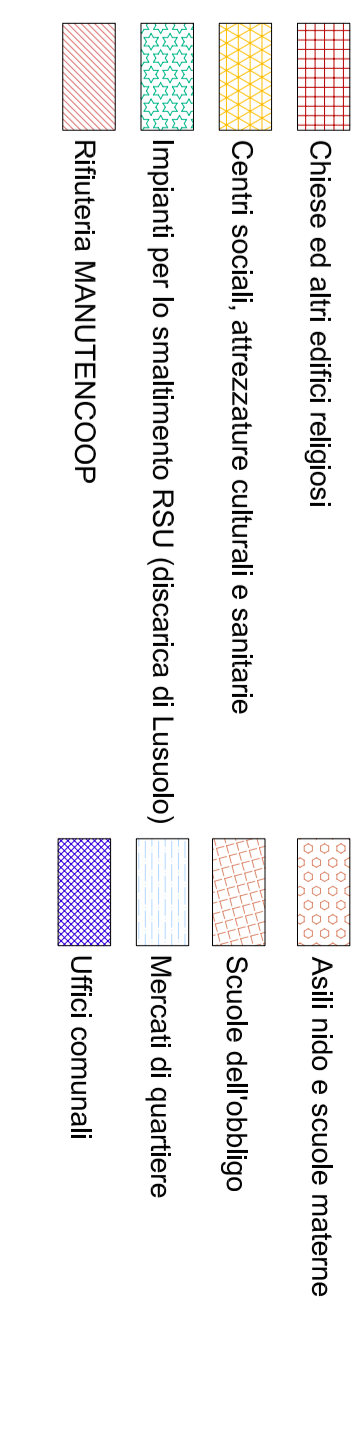 Chiese ed altri edifici religiosi
Centri sociali, attrezzature culturali e sanitarie
Impianti per lo smaltimento RSU (discarica di Lusuolo)
Rifiuteria MANUTENCOOP
Asili nido e scuole materne
Scuole dell'obbligo
Mercati di quartiere
Uffici comunali